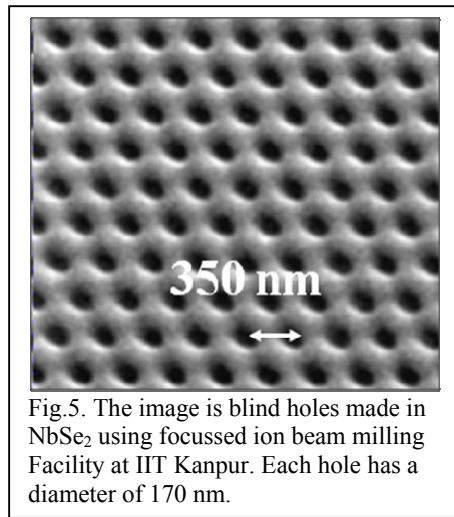 350 nm
Fig.5. The image is blind holes made in
NbSe₂ using focussed ion beam milling
Facility at IIT Kanpur. Each hole has a
diameter of 170 nm.